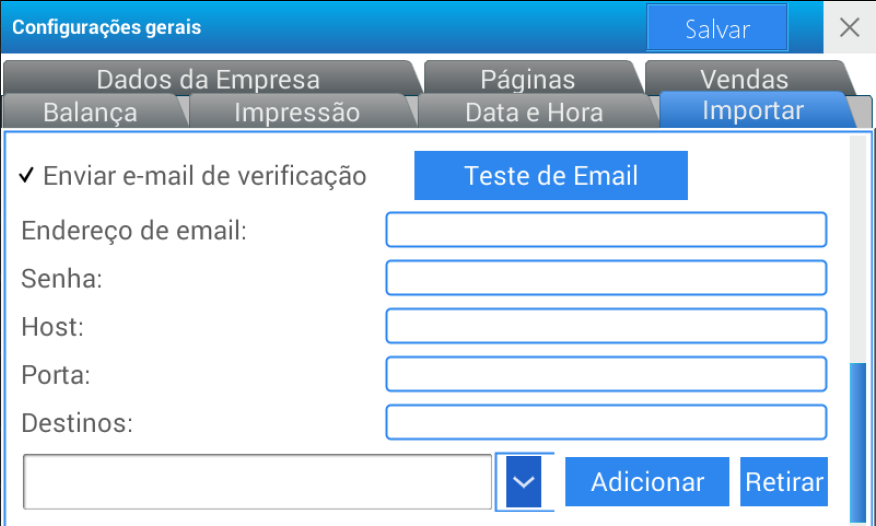 Configurações gerais Salvar
Dados da Empresa Páginas Vendas
Balança Impressão Data e Hora Importar
Enviar e-mail de verificação Teste de Email
Endereço de email:
Senha:
Host:
Porta:
Destinos:
Adicionar Retirar